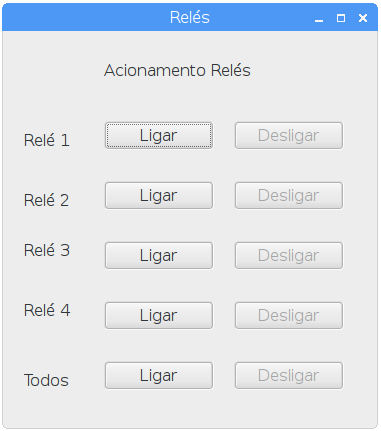 Relés
Acionamento Relés
Relé 1 Ligar Desligar
Relé 2 Ligar Desligar
Relé 3 Ligar Desligar
Relé 4 Ligar Desligar
Todos Ligar Desligar